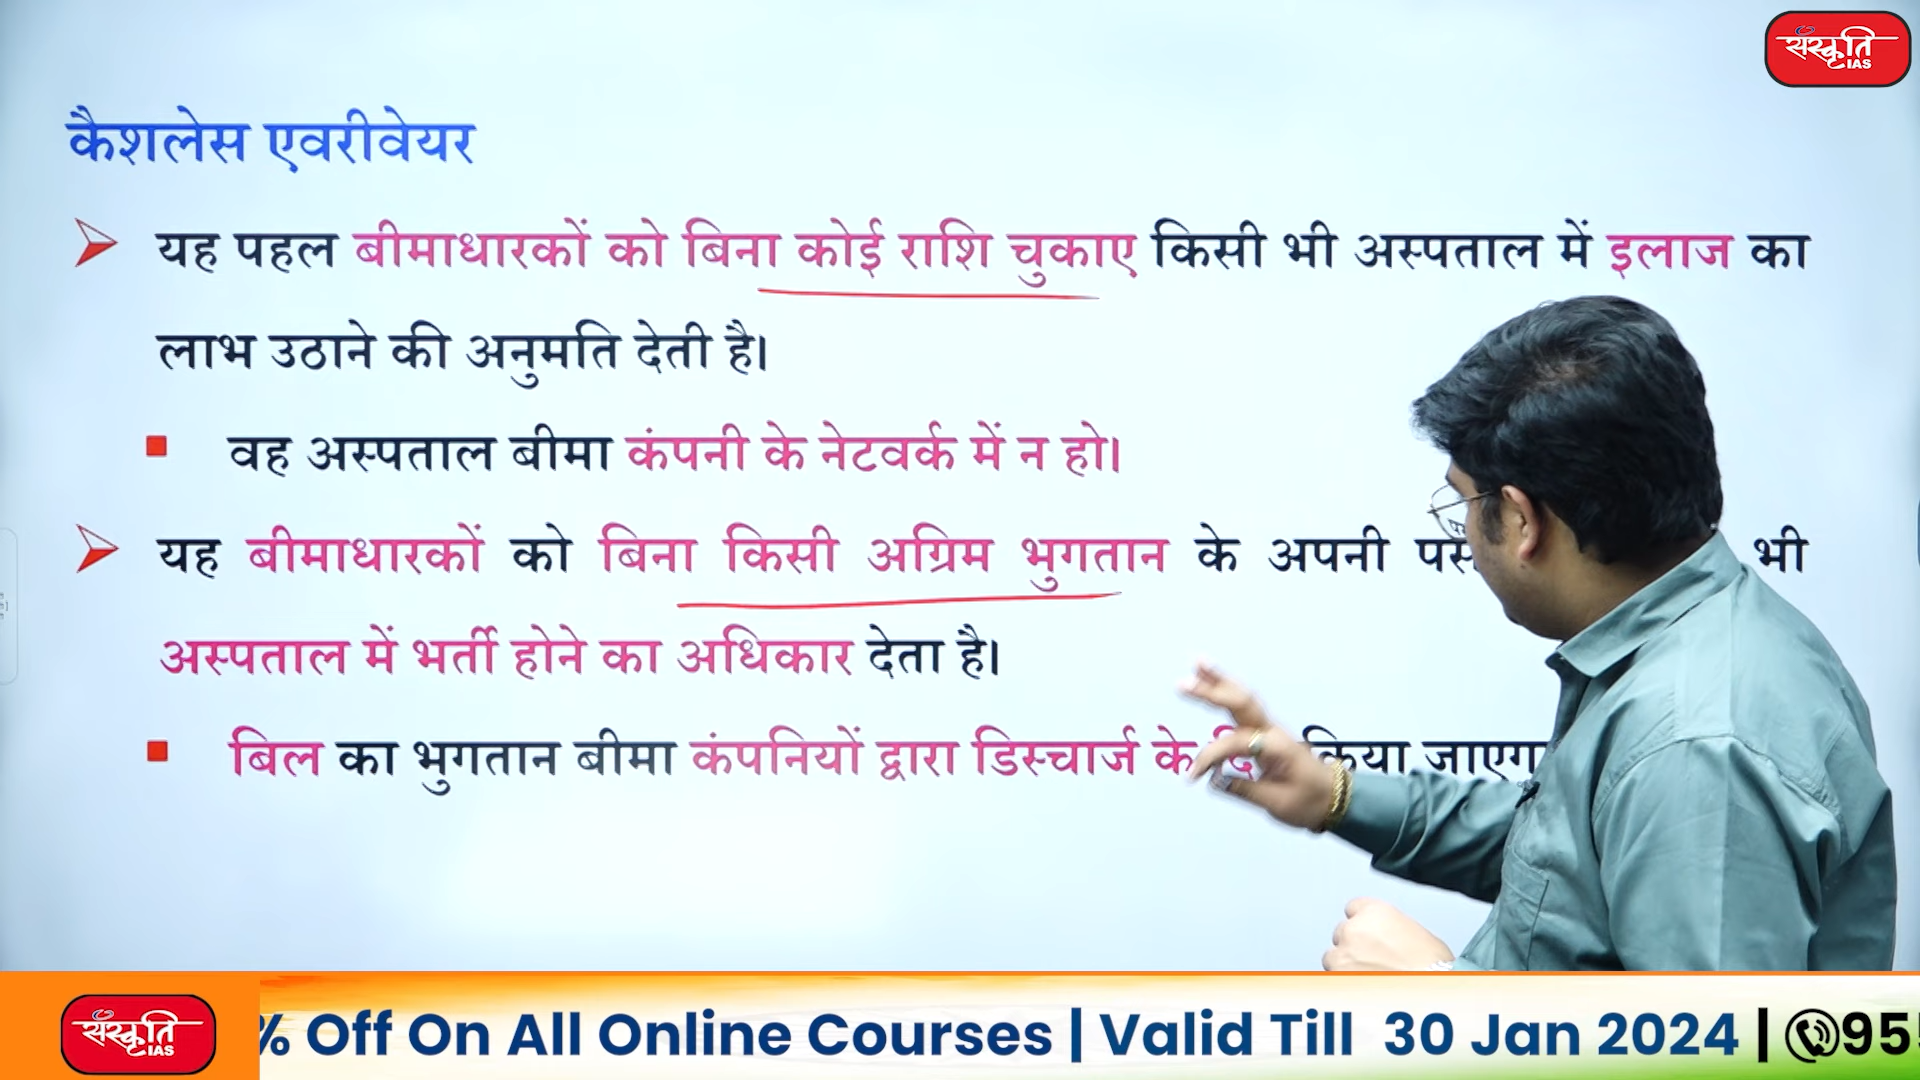 संस्कृति
IAS
कैशलेस एवरीवेयर
यह पहल बीमाधारकों को बिना कोई राशि चुकाए किसी भी अस्पताल में इलाज का
लाभ उठाने की अनुमति देती है।
वह अस्पताल बीमा कंपनी के नेटवर्क में न हो।
यह बीमाधारकों को बिना किसी अग्रिम भुगतान के अपनी भी
अस्पताल में भर्ती होने का अधिकार देता है।
बिल का भुगतान बीमा कंपनियों द्वारा डिस्चार्ज के किया
संस्कृति
IAS
% Off On All Online Courses | Valid Till 30 Jan 2024 |